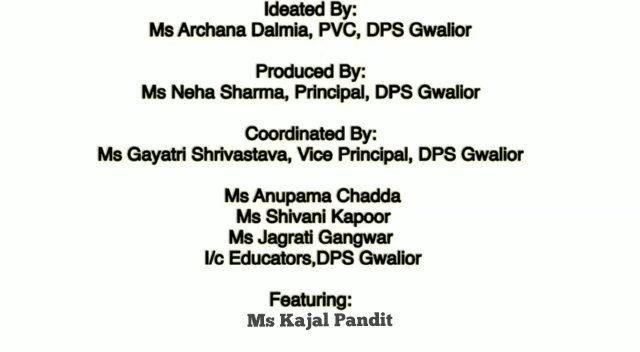 Ideated By:
Ms Archana Dalmia, PVC, DPS Gwalior
Produced By:
Ms Neha Sharma, Principal, DPS Gwalior
Coordinated By:
Ms Gayatri Shrivastava, Vice Principal, DPS Gwalior
Ms Anupama Chadda
Ms Shivani Kapoor
Ms Jagrati Gangwar
I/c Educators,DPS Gwalior
Featuring:
Ms Kajal Pandit